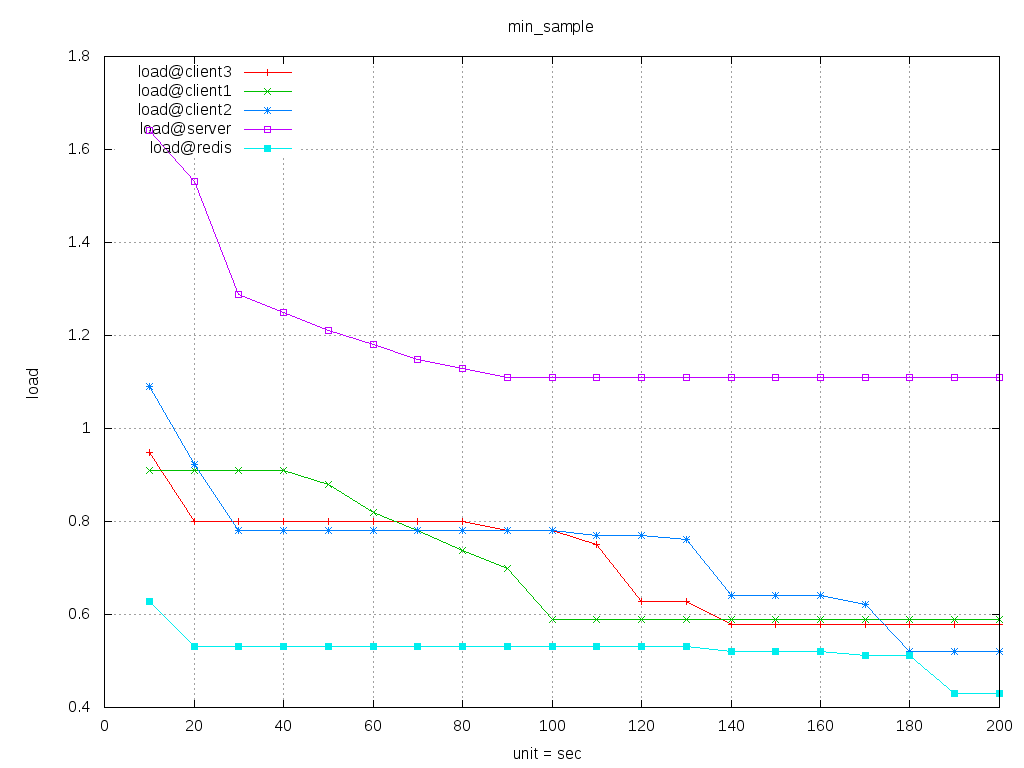 min_sample
1.8
load@client3
load@client1
load@client2
load@server
load@redis
1.6
1.4
1.2
load
1
0.8
0.6
0.4
0 20 40 60 80 100 120 140 160 180 200
unit = sec